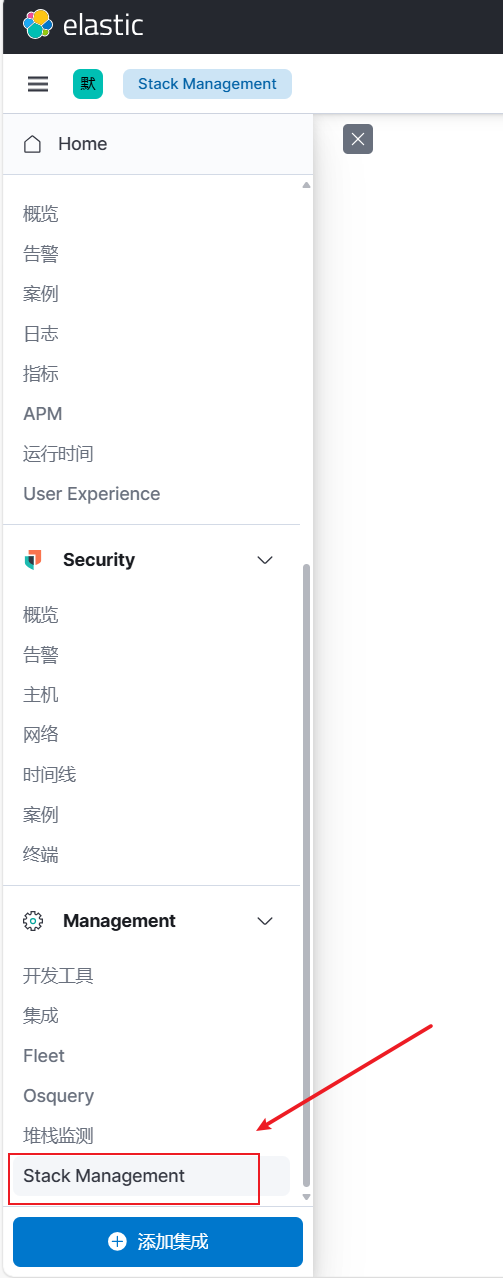 elastic
默 Stack Management
Home
概览
告警
案例
日志
指标
APM
运行时间
User Experience
Security
概览
告警
主机
网络
时间线
案例
终端
Management
开发工具
集成
Fleet
Osquery
堆栈监测
Stack Management
添加集成